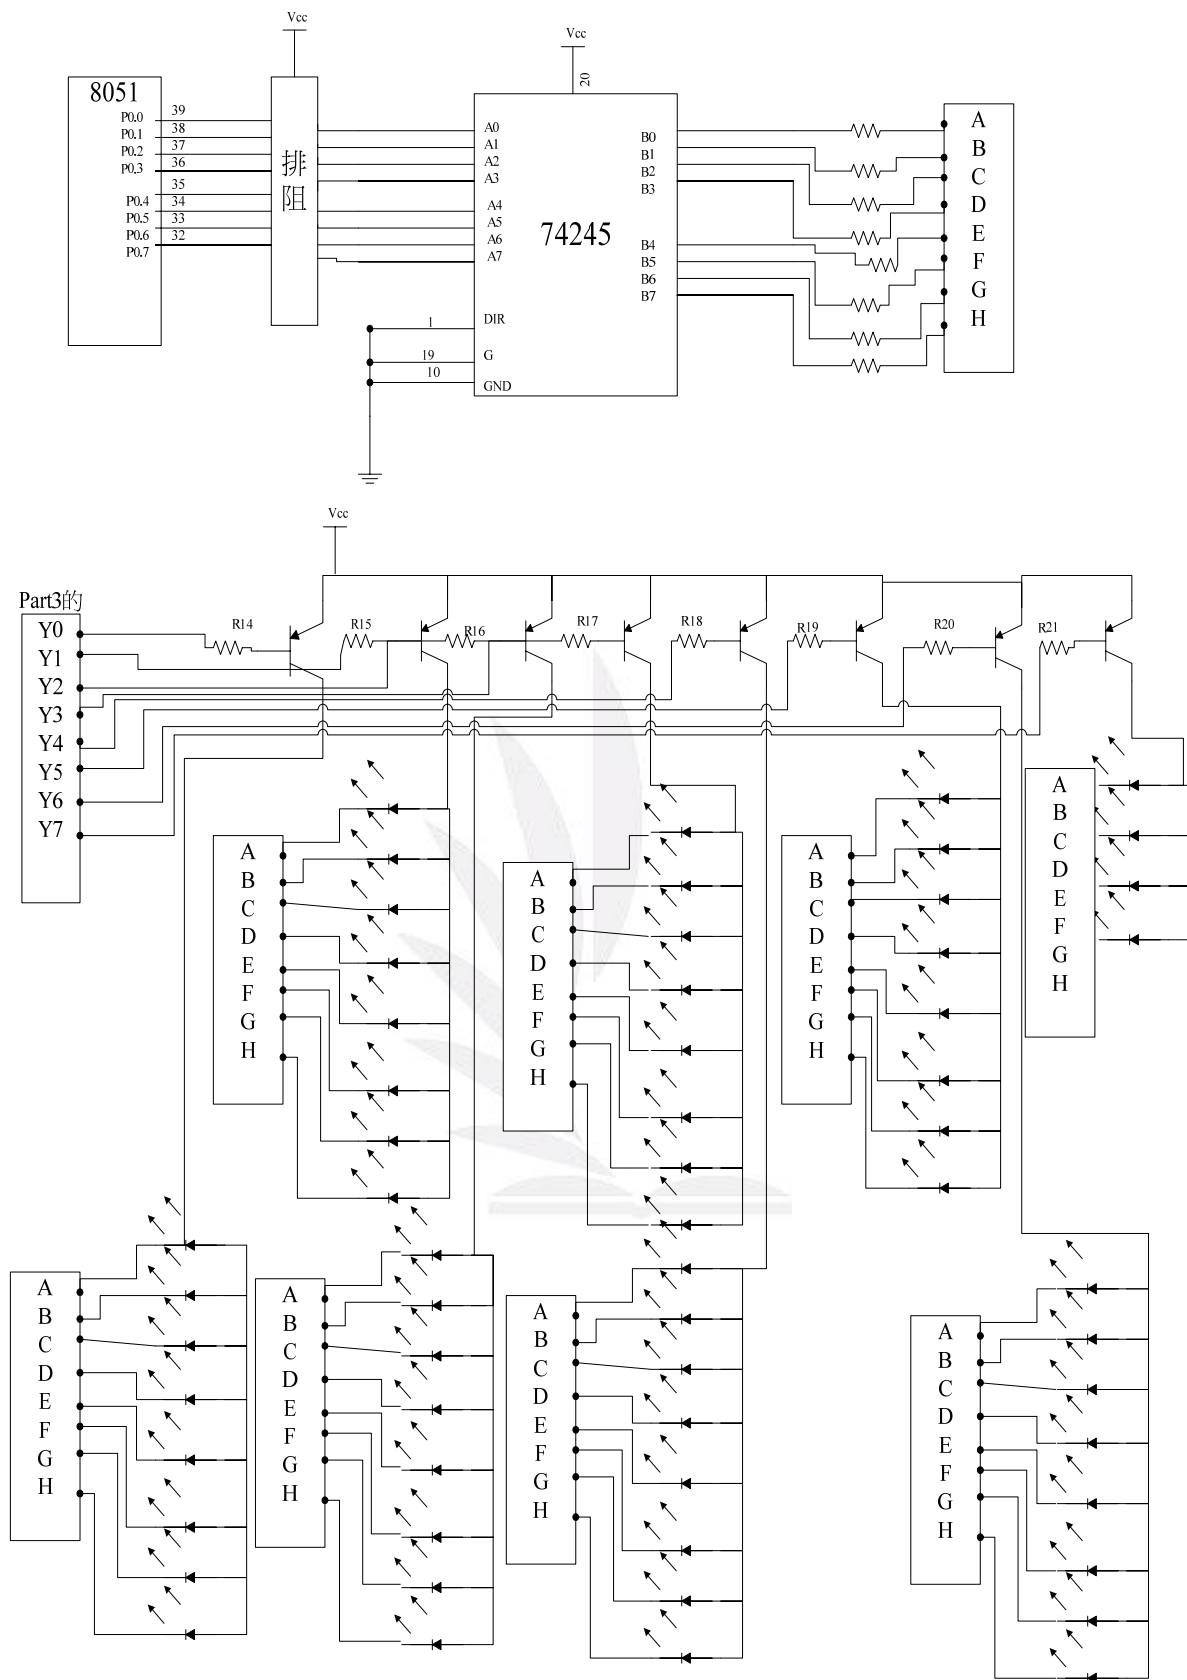 Vcc
Vcc
8051
P0.0
P0.1
P0.2
P0.3
P0.4
P0.5
P0.6
P0.7
39
38
37
36
35
34
33
32
排
阻
20
A0
A1
A2
A3
A4
A5
A6
A7
74245
B0
B1
B2
B3
B4
B5
B6
B7
DIR
G
GND
1
19
10
A
B
C
D
E
F
G
H
Vcc
Part3的
Y0
Y1
Y2
Y3
Y4
Y5
Y6
Y7
R14
R15
R16
R17
R18
R19
R20
R21
A
B
C
D
E
F
G
H
A
B
C
D
E
F
G
H
A
B
C
D
E
F
G
H
A
B
C
D
E
F
G
H
A
B
C
D
E
F
G
H
A
B
C
D
E
F
G
H
A
B
C
D
E
F
G
H
A
B
C
D
E
F
G
H